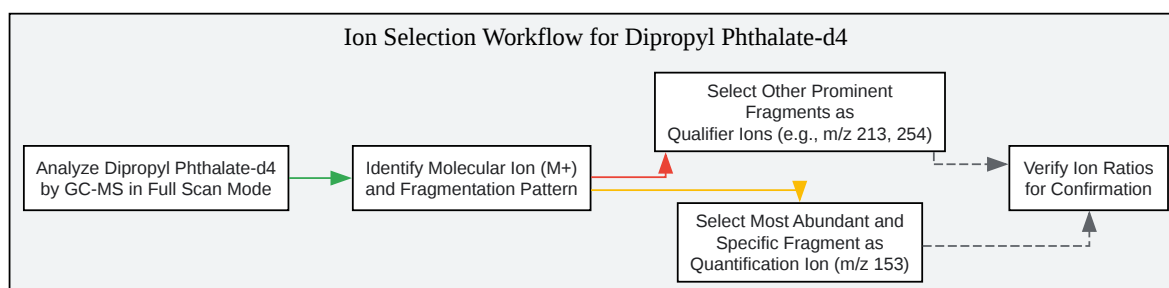 Ion Selection Workflow for Dipropyl Phthalate-d4
Analyze Dipropyl Phthalate-d4
by GC-MS in Full Scan Mode
Identify Molecular Ion (M+)
and Fragmentation Pattern
Select Other Prominent
Fragments as
Qualifier Ions (e.g., m/z 213, 254)
Select Most Abundant and
Specific Fragment as
Quantification Ion (m/z 153)
Verify Ion Ratios
for Confirmation